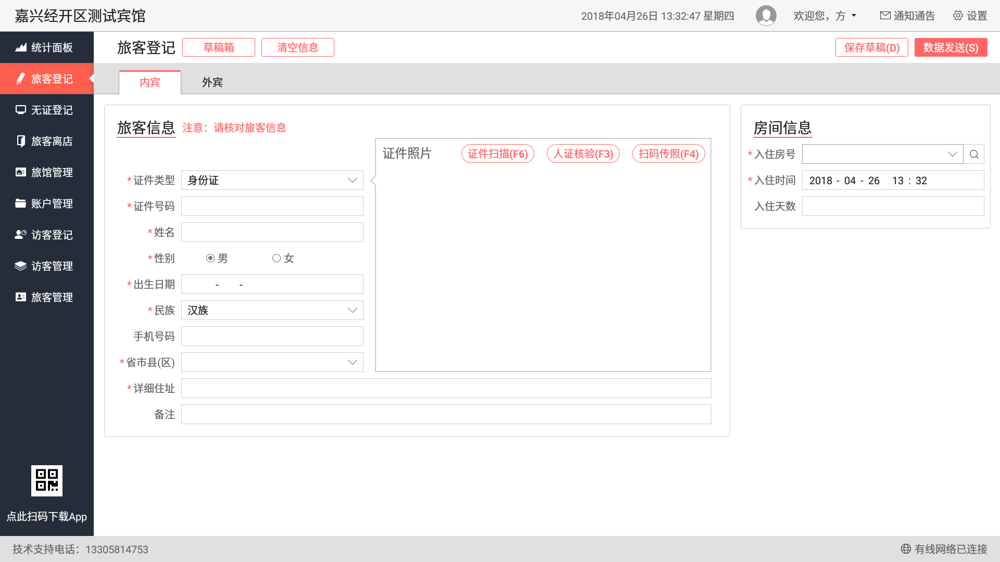 嘉兴经开区测试宾馆
2018年04月26日 13:32:47 星期四
欢迎您，方
通知通告
设置
统计面板
旅客登记
无证登记
旅客离店
旅馆管理
账户管理
访客登记
访客管理
旅客管理
点此扫码下载App
旅客登记
草稿箱
清空信息
保存草稿(D)
数据发送(S)
内宾
外宾
旅客信息
注意：请核对旅客信息
*证件类型
身份证
*证件号码
*姓名
*性别
男
女
*出生日期
- -
*民族
汉族
手机号码
*省市县(区)
*详细住址
备注
证件照片
证件扫描(F6)
人证核验(F3)
扫码传照(F4)
房间信息
*入住房号
*入住时间
2018 - 04 - 26 13 : 32
入住天数
技术支持电话：13305814753
有线网络已连接